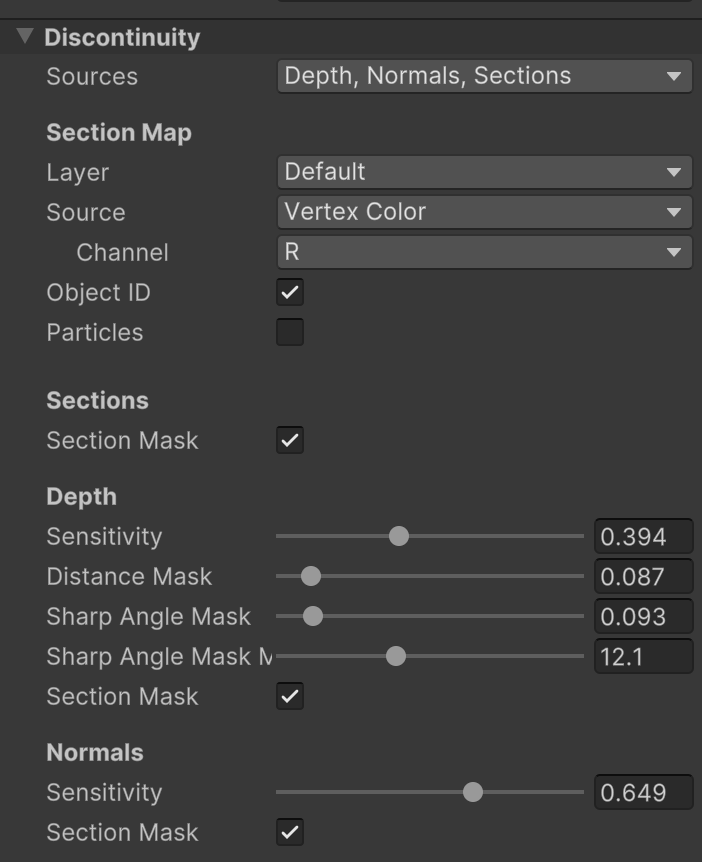 Discontinuity
Sources Depth, Normals, Sections
Section Map
Layer Default
Source Vertex Color
Channel R
Object ID
Particles
Sections
Section Mask
Depth
Sensitivity 0.394
Distance Mask 0.087
Sharp Angle Mask 0.093
Sharp Angle Mask M 12.1
Section Mask
Normals
Sensitivity 0.649
Section Mask